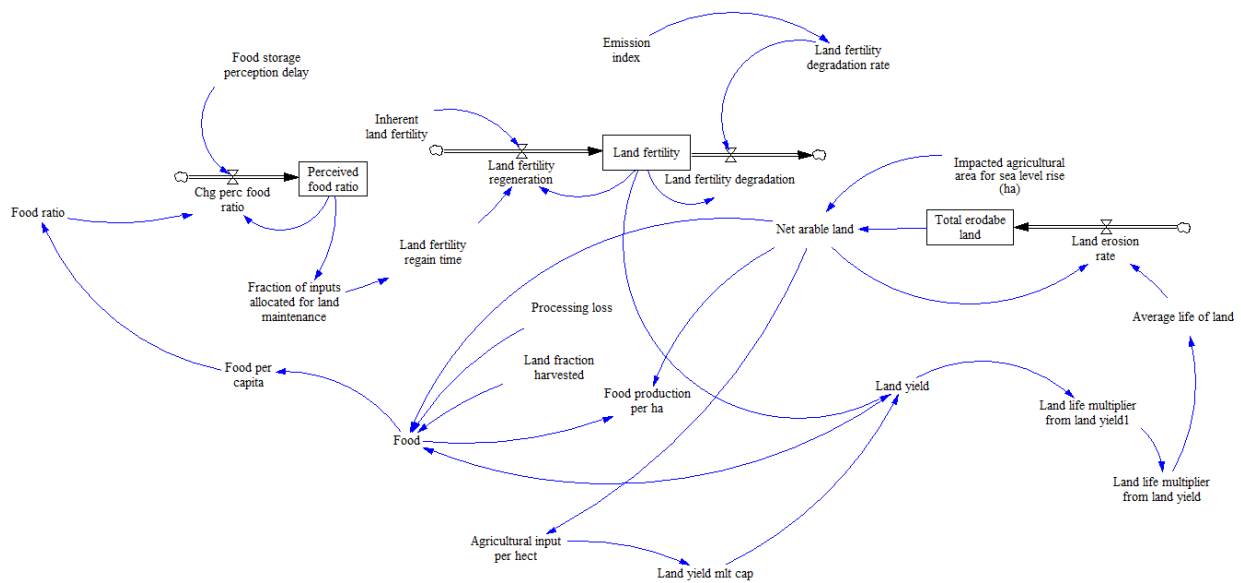 Emission
index
Land fertility
degradation rate
Food storage
perception delay
Inherent
land fertility
Land fertility
Land fertility
regeneration
Land fertility degradation
Impacted agricultural
area for sea level rise
(ha)
Perceived
food ratio
Chg perc food
ratio
Food ratio
Net arable land
Total erodabe
land
Land erosion
rate
Land fertility
regain time
Fraction of inputs
allocated for land
maintenance
Processing loss
Average life of land
Land fraction
harvested
Food per
capita
Food production
per ha
Land yield
Land life multiplier
from land yield1
Food
Land life multiplier
from land yield
Agricultural input
per hect
Land yield mlt cap